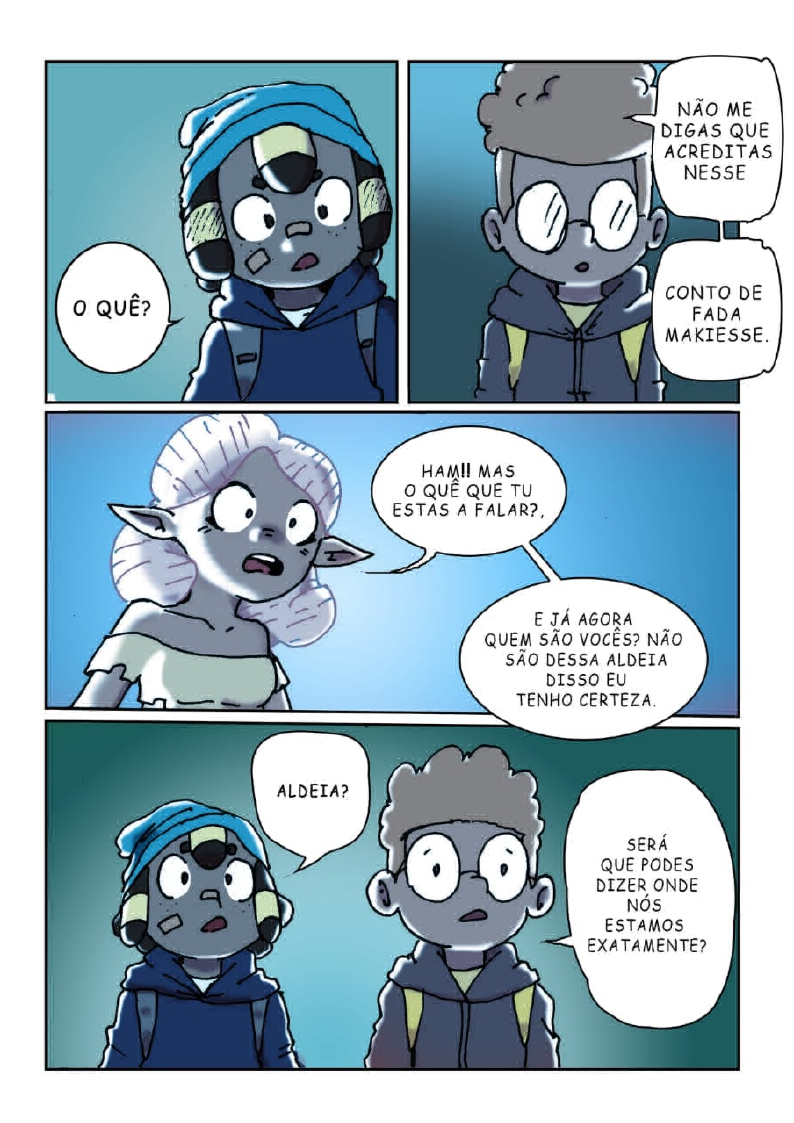 O QUÊ?
NÃO ME
DIGAS QUE
ACREDITAS
NESSE
CONTO DE
FADA
MAKIESSE.
HAM!! MAS
O QUÊ QUE TU
ESTAS A FALAR?,
E JÁ AGORA
QUEM SÃO VOCÊS? NÃO
SÃO DESSA ALDEIA
DISSO EU
TENHO CERTEZA.
ALDEIA?
SERÁ
QUE PODES
DIZER ONDE
NÓS
ESTAMOS
EXATAMENTE?